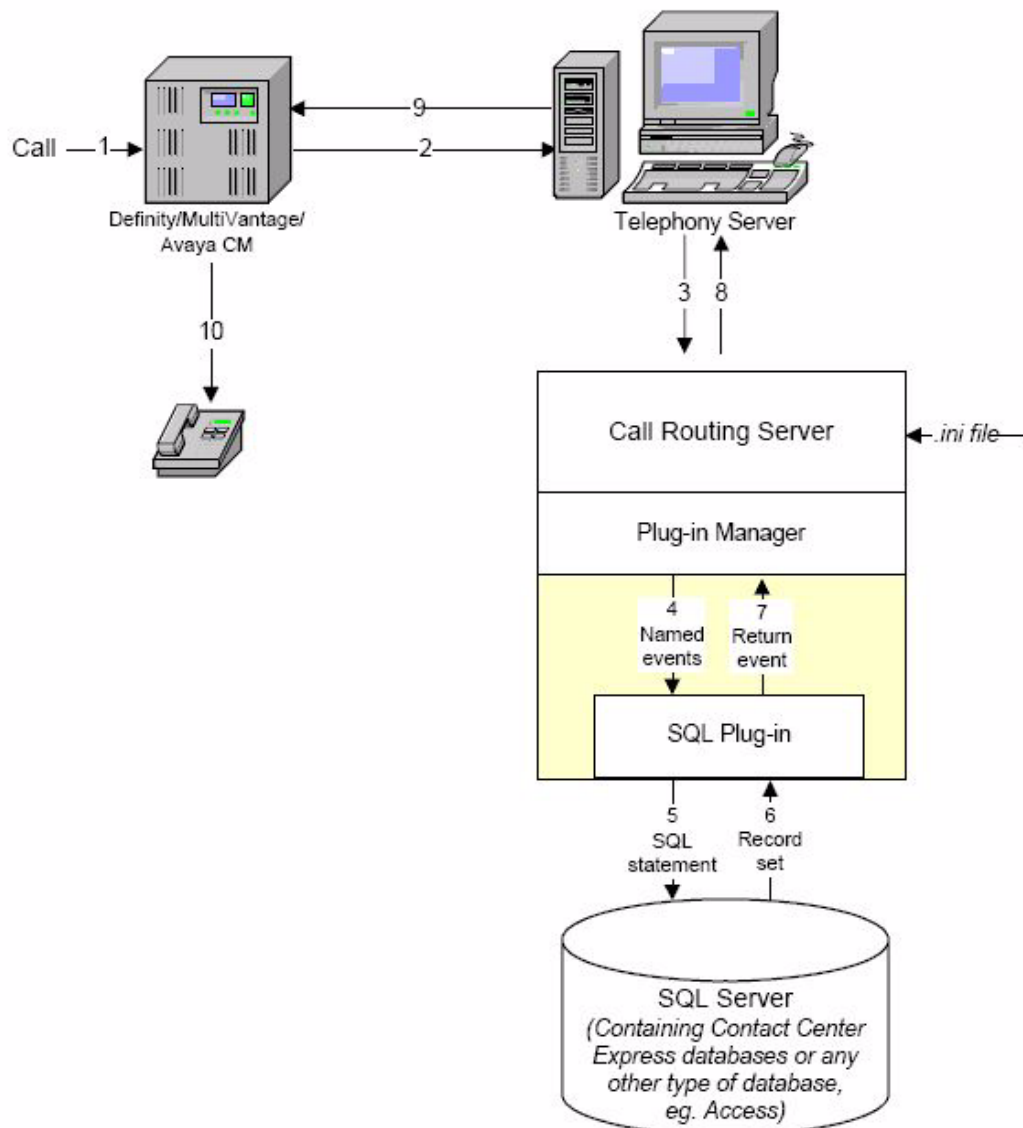 9
Call
1
2
Definity/MultiVantage/
Avaya CM
Telephony Server
3
8
10
Call Routing Server
.ini file
Plug-in Manager
4
Named
events
7
Return
event
SQL Plug-in
5
SQL
statement
6
Record
set
SQL Server
(Containing Contact Center
Express databases or any
other type of database,
eg. Access)